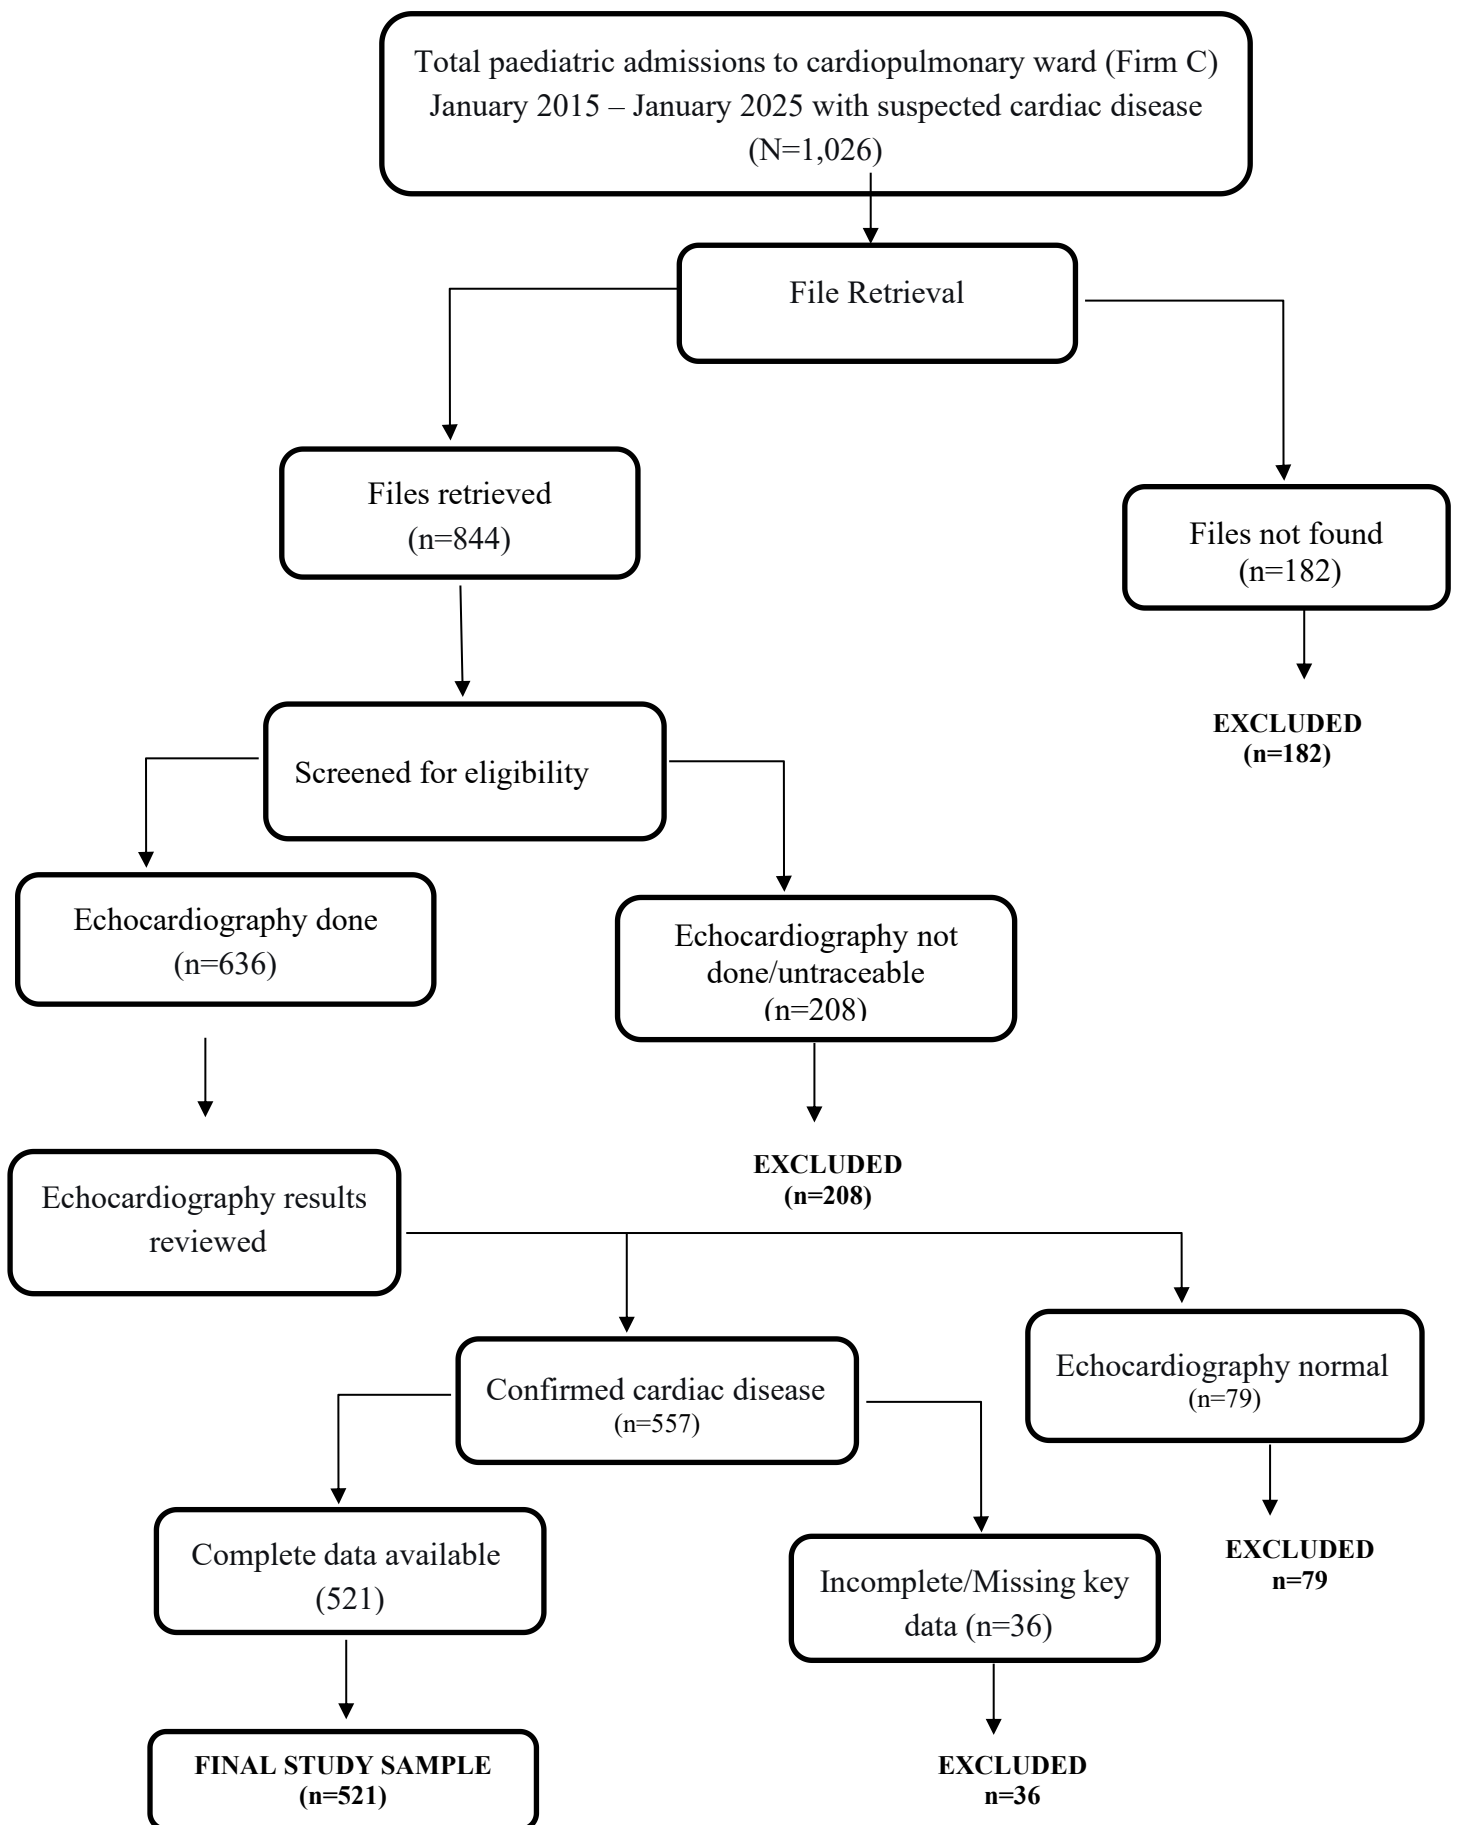 Total paediatric admissions to cardiopulmonary ward (Firm C)
January 2015 – January 2025 with suspected cardiac disease
(N=1,026)
File Retrieval
Files retrieved
(n=844)
Files not found
(n=182)
EXCLUDED
(n=182)
Screened for eligibility
Echocardiography done
(n=636)
Echocardiography not
done/untraceable
(n=208)
EXCLUDED
(n=208)
Echocardiography results
reviewed
Confirmed cardiac disease
(n=557)
Echocardiography normal
(n=79)
EXCLUDED
n=79
Complete data available
(521)
Incomplete/Missing key
data (n=36)
FINAL STUDY SAMPLE
(n=521)
EXCLUDED
n=36